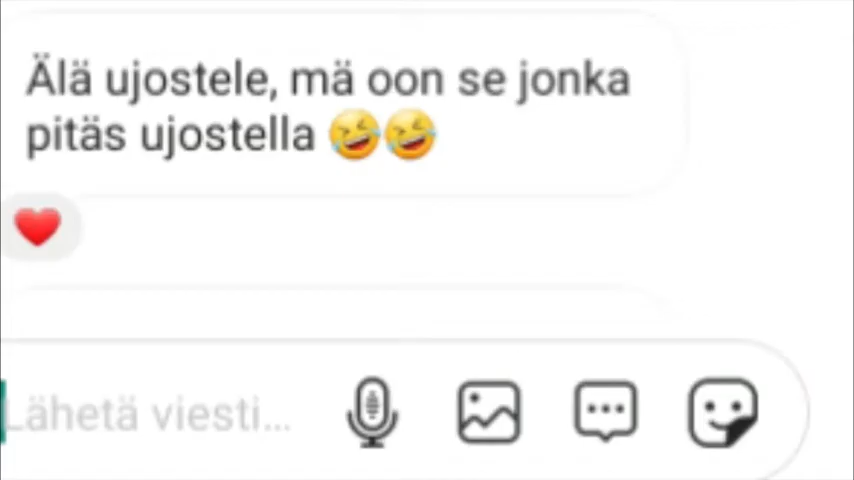 Älä ujostele, mä oon se jonka
pitäs ujostella 🤣🤣
Lähetä viesti...